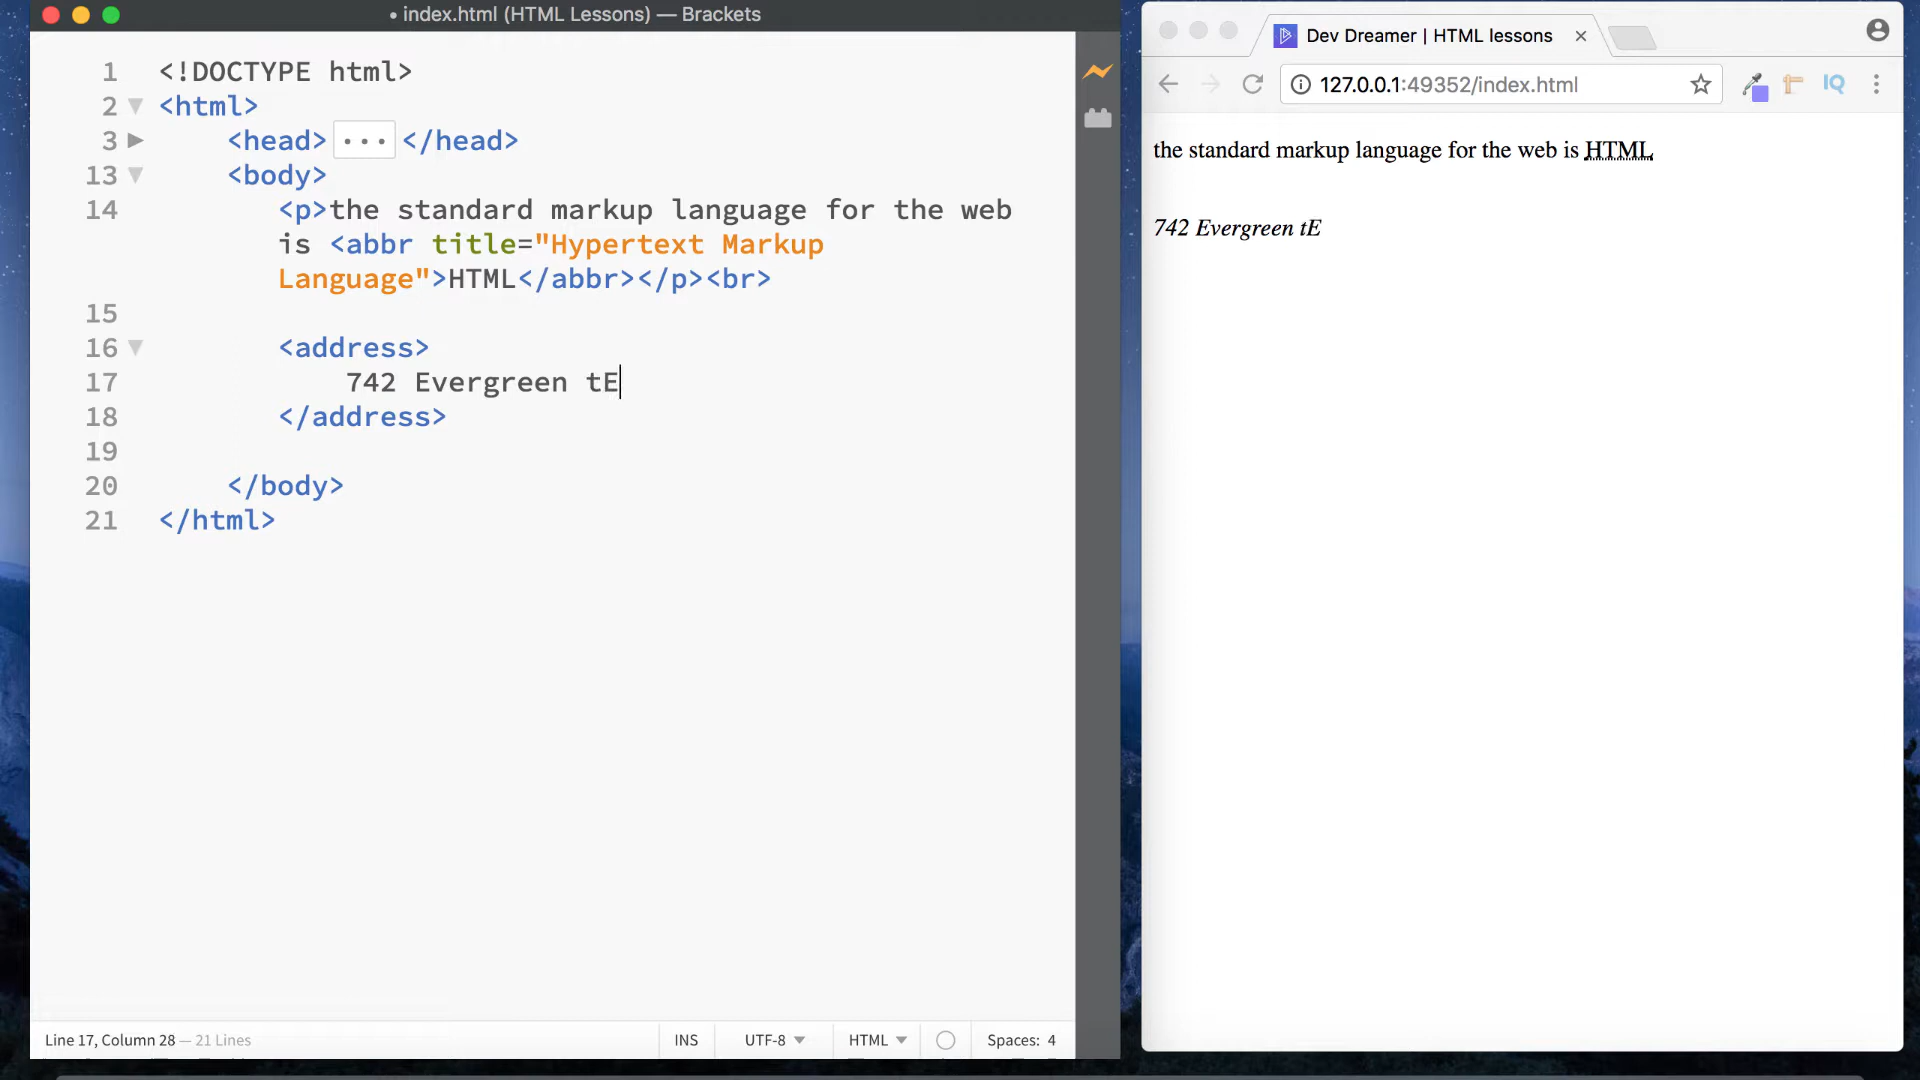 • index.html (HTML Lessons) — Brackets
1 <!DOCTYPE html>
2 <html>
3 <head>...</head>
13 <body>
14 <p>the standard markup language for the web
is <abbr title="Hypertext Markup
Language">HTML</abbr></p><br>
15
16 <address>
17 742 Evergreen tE
18 </address>
19
20 </body>
21 </html>
Line 17, Column 28 — 21 Lines
INS
UTF-8
HTML
Spaces: 4
Dev Dreamer | HTML lessons
127.0.0.1:49352/index.html
IQ
the standard markup language for the web is HTML
742 Evergreen tE